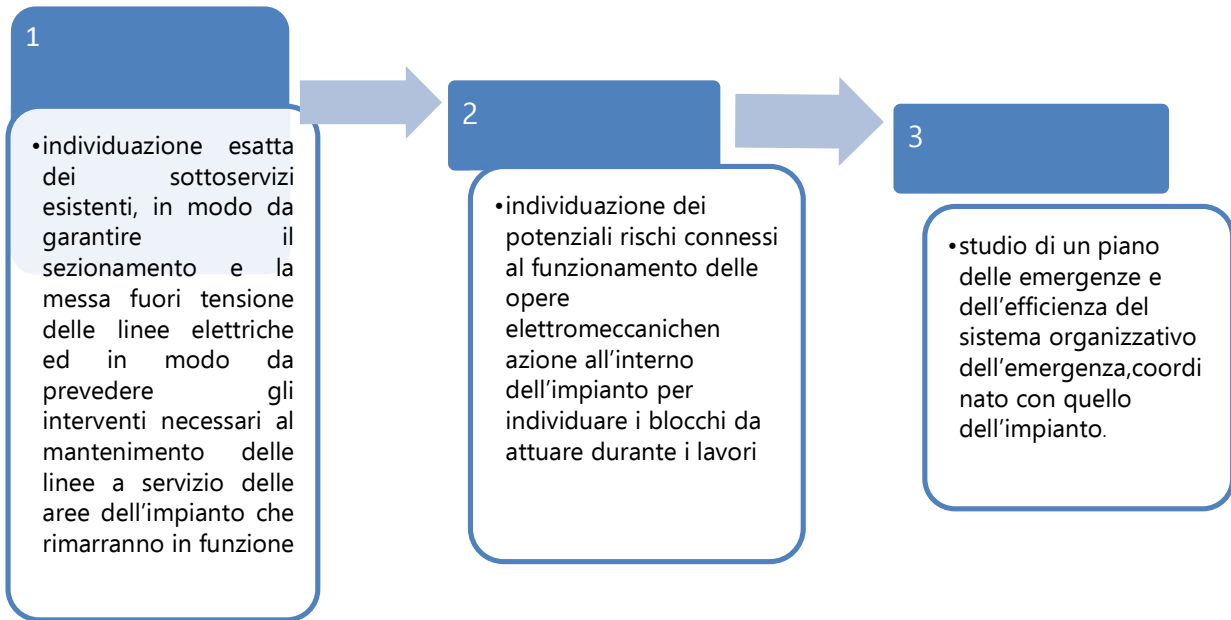 1
•individuazione esatta
dei sottoservizi
esistenti, in modo da
garantire il
sezionamento e la
messa fuori tensione
delle linee elettriche
ed in modo da
prevedere gli
interventi necessari al
mantenimento delle
linee a servizio delle
aree dell’impianto che
rimarranno in funzione
2
•individuazione dei
potenziali rischi connessi
al funzionamento delle
opere
elettromeccanichen
azione all’interno
dell’impianto per
individuare i blocchi da
attuare durante i lavori
3
•studio di un piano
delle emergenze e
dell’efficienza del
sistema organizzativo
dell’emergenza,coordi
nato con quello
dell’impianto.